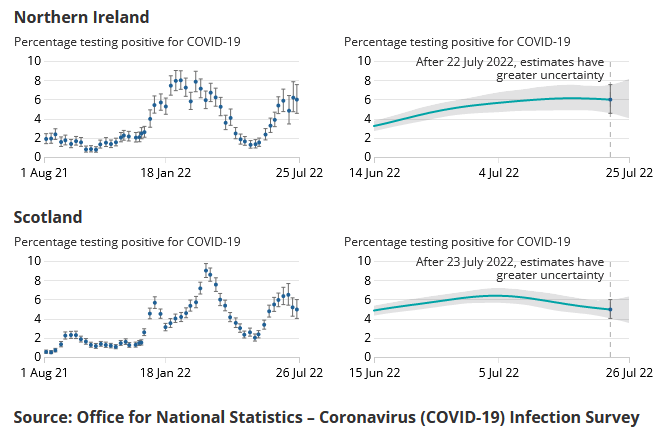 Northern Ireland
Percentage testing positive for COVID-19
10
8
6
4
2
0
1 Aug 21
18 Jan 22
25 Jul 22
Percentage testing positive for COVID-19
After 22 July 2022, estimates have
greater uncertainty
10
8
6
4
2
0
14 Jun 22
4 Jul 22
25 Jul 22
Scotland
Percentage testing positive for COVID-19
10
8
6
4
2
0
1 Aug 21
18 Jan 22
26 Jul 22
Percentage testing positive for COVID-19
After 23 July 2022, estimates have
greater uncertainty
10
8
6
4
2
0
15 Jun 22
5 Jul 22
26 Jul 22
Source: Office for National Statistics – Coronavirus (COVID-19) Infection Survey